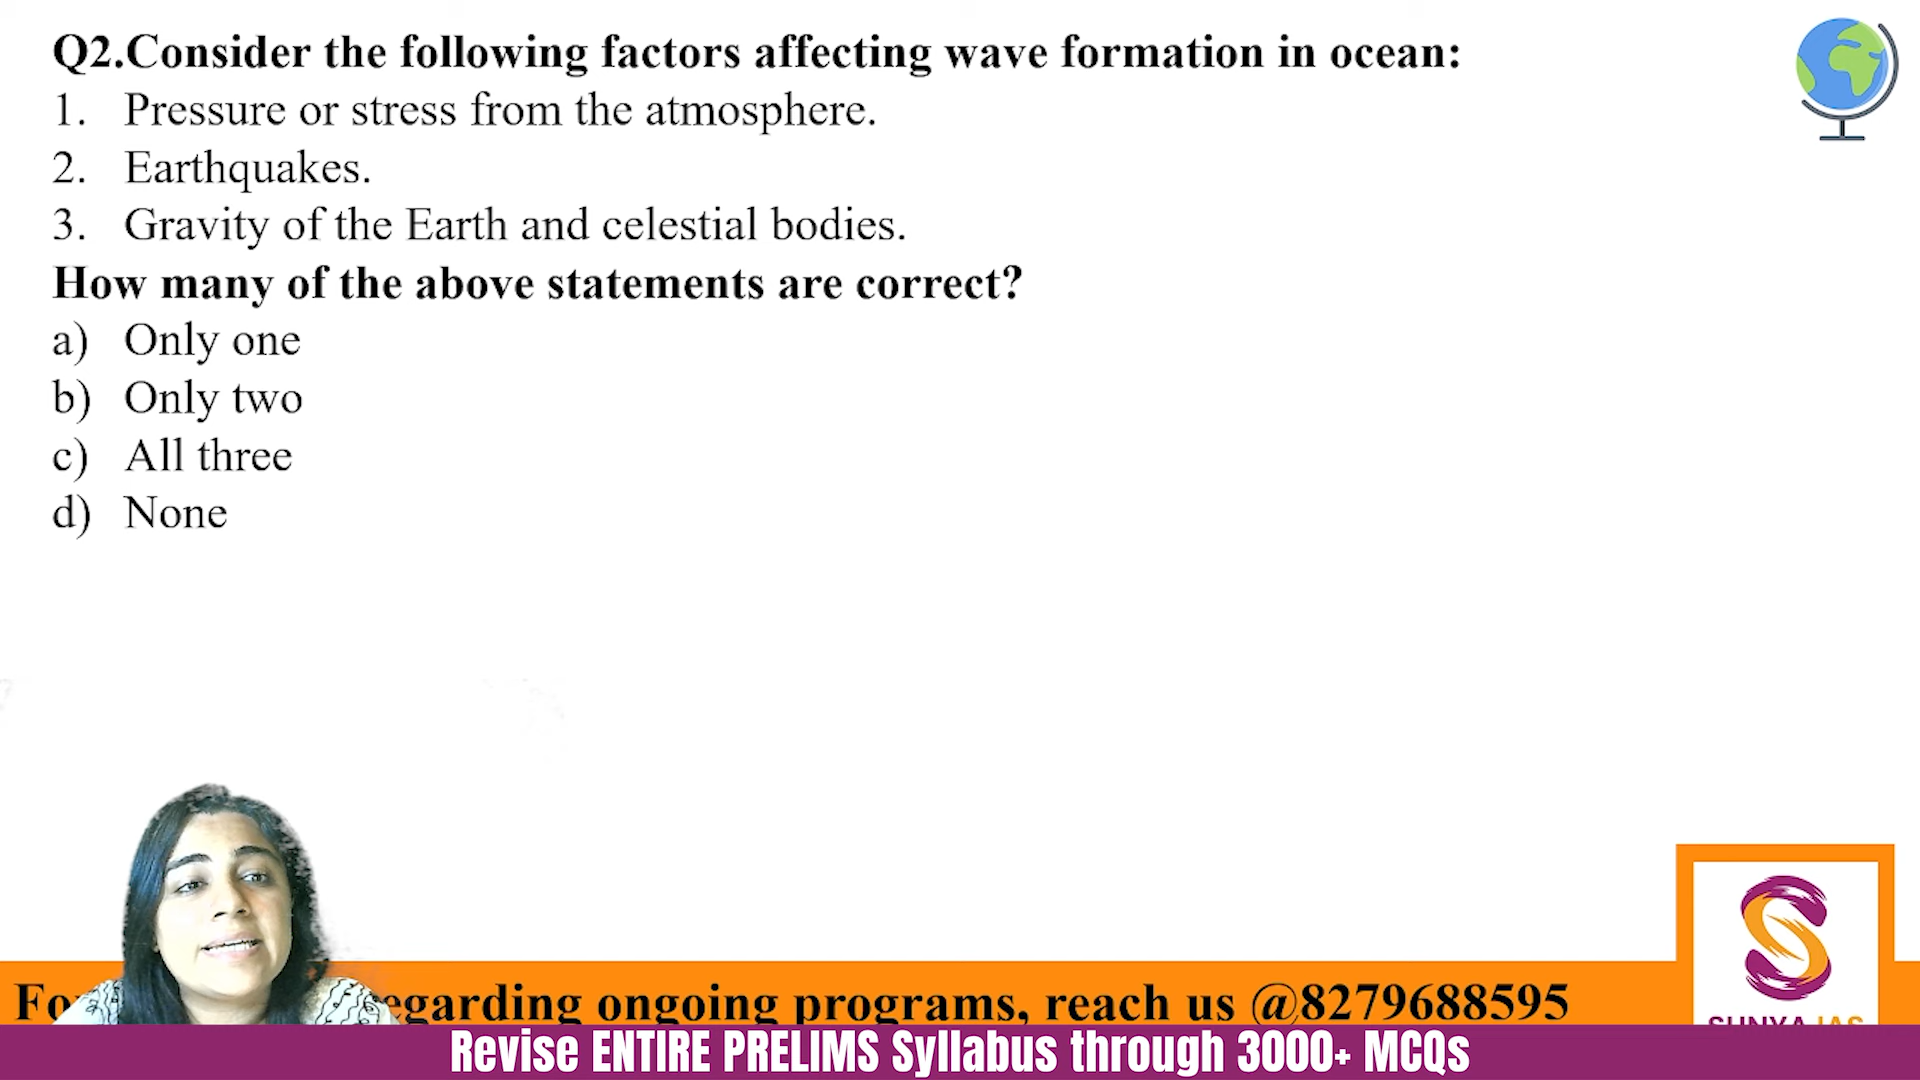 Q2.Consider the following factors affecting wave formation in ocean:
1. Pressure or stress from the atmosphere.
2. Earthquakes.
3. Gravity of the Earth and celestial bodies.
How many of the above statements are correct?
a) Only one
b) Only two
c) All three
d) None
egarding ongoing programs, reach us @8279688595
SUNYA IAS
Revise ENTIRE PRELIMS Syllabus through 3000+ MCQs